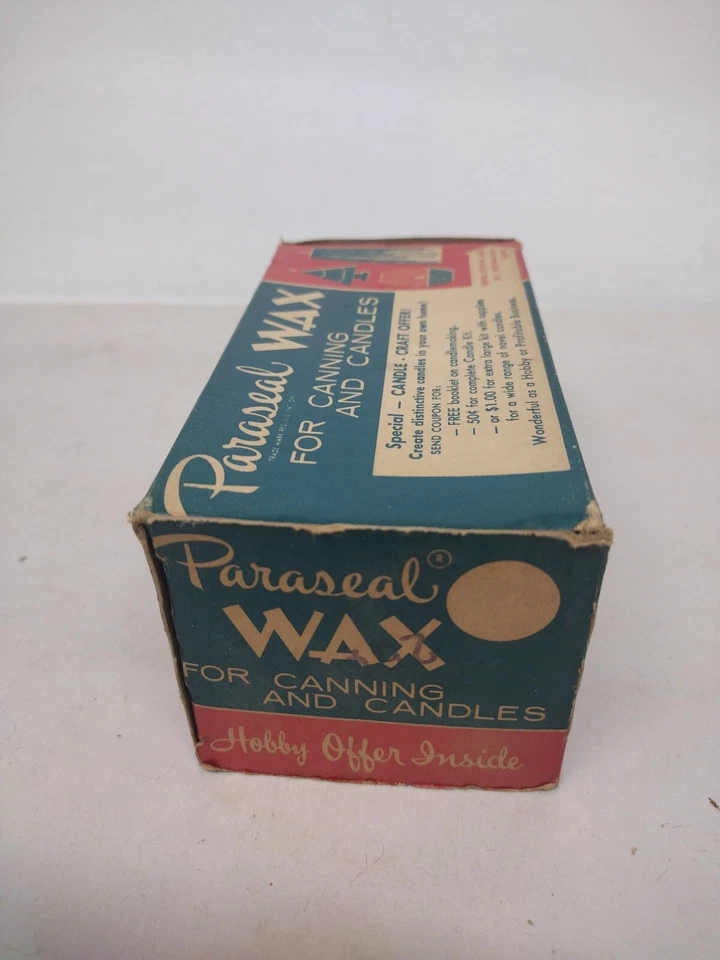 Paraseal WAX
TRADE MARK REG.
FOR CANNING
AND CANDLES
Special - CANDLE-CRAFT OFFER!
Create distinctive candles in your own home!
SEND COUPON FOR:
- FREE booklet on candlemaking.
- 50¢ for complete Candle Kit.
- or $1.00 for extra large kit with supplies
for a wide range of novel candles.
Wonderful as a Hobby or Profitable Business.
Paraseal®
WAX
FOR CANNING
AND CANDLES
Hobby Offer Inside